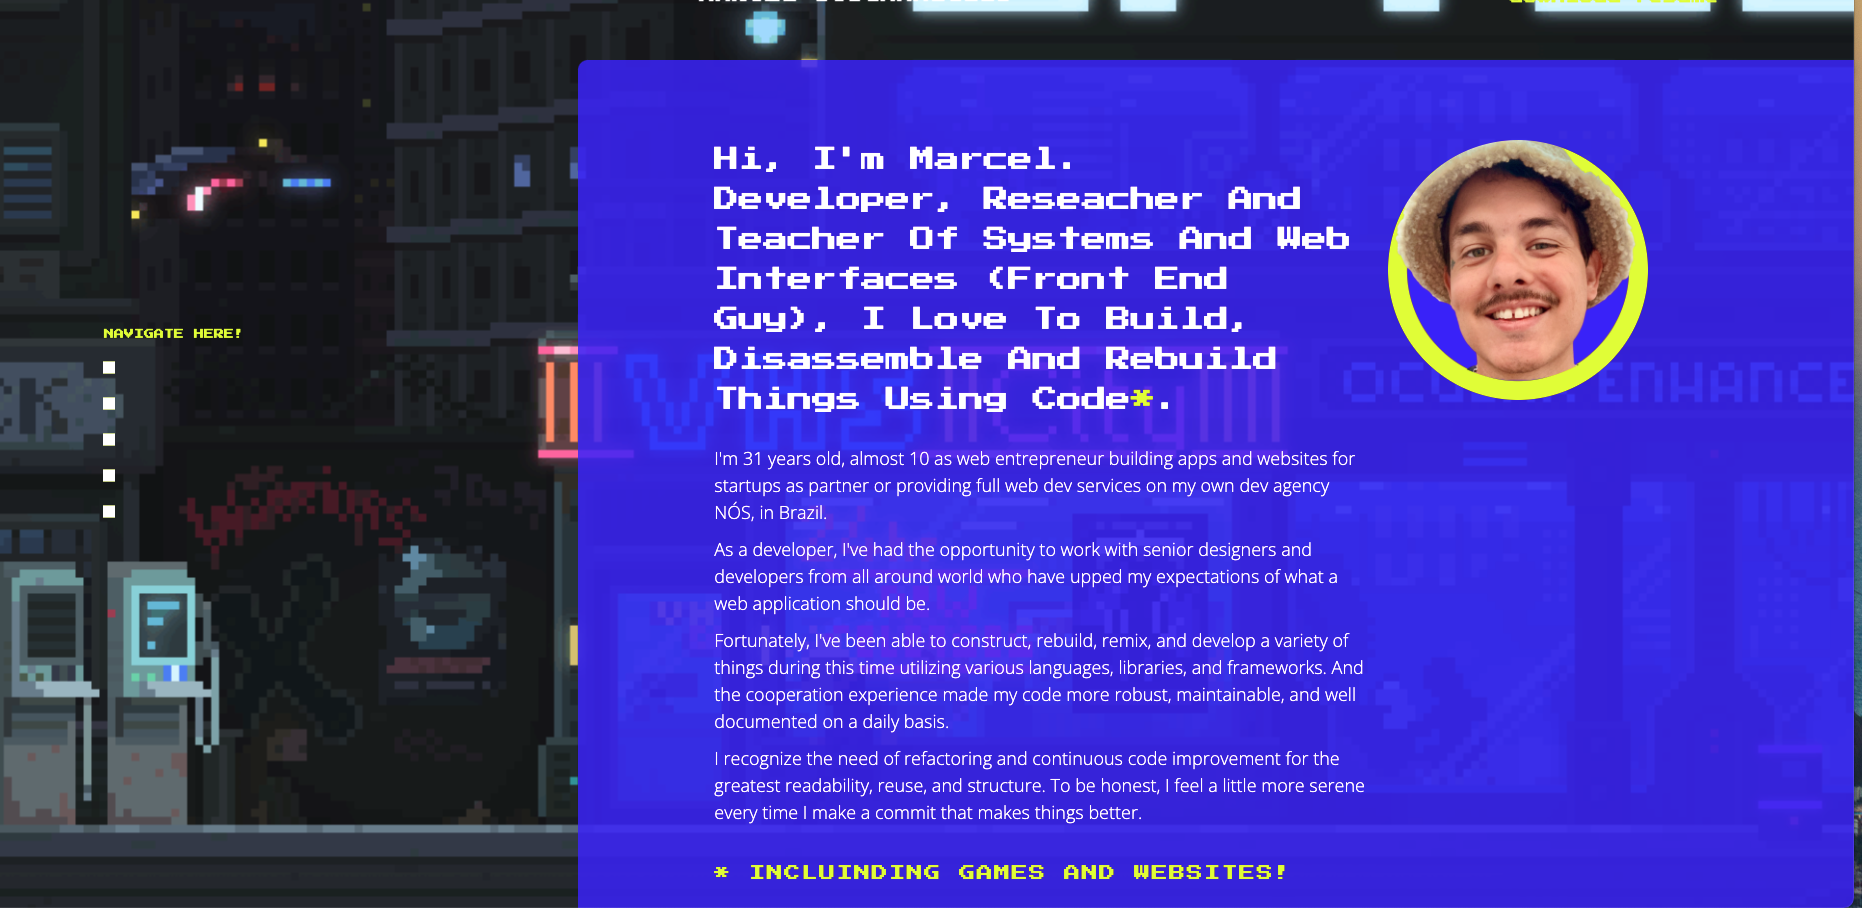 NAVIGATE HERE!
Hi, I'm Marcel.
Developer, Reseacher And
Teacher Of Systems And Web
Interfaces (Front End
Guy), I Love To Build,
Disassemble And Rebuild
Things Using Code*.
I'm 31 years old, almost 10 as web entrepreneur building apps and websites for
startups as partner or providing full web dev services on my own dev agency
NÓS, in Brazil.
As a developer, I've had the opportunity to work with senior designers and
developers from all around world who have upped my expectations of what a
web application should be.
Fortunately, I've been able to construct, rebuild, remix, and develop a variety of
things during this time utilizing various languages, libraries, and frameworks. And
the cooperation experience made my code more robust, maintainable, and well
documented on a daily basis.
I recognize the need of refactoring and continuous code improvement for the
greatest readability, reuse, and structure. To be honest, I feel a little more serene
every time I make a commit that makes things better.
* INCLUINDING GAMES AND WEBSITES!